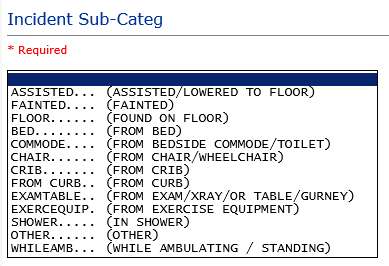 Incident Sub-Categ
* Required
ASSISTED... (ASSISTED/LOWERED TO FLOOR)
FAINTED.... (FAINTED)
FLOOR...... (FOUND ON FLOOR)
BED........ (FROM BED)
COMMODE.... (FROM BEDSIDE COMMODE/TOILET)
CHAIR...... (FROM CHAIR/WHEELCHAIR)
CRIB....... (FROM CRIB)
FROM CURB.. (FROM CURB)
EXAMTABLE.. (FROM EXAM/XRAY/OR TABLE/GURNEY)
EXERCEQUIP. (FROM EXERCISE EQUIPMENT)
SHOWER..... (IN SHOWER)
OTHER...... (OTHER)
WHILEAMB... (WHILE AMBULATING / STANDING)